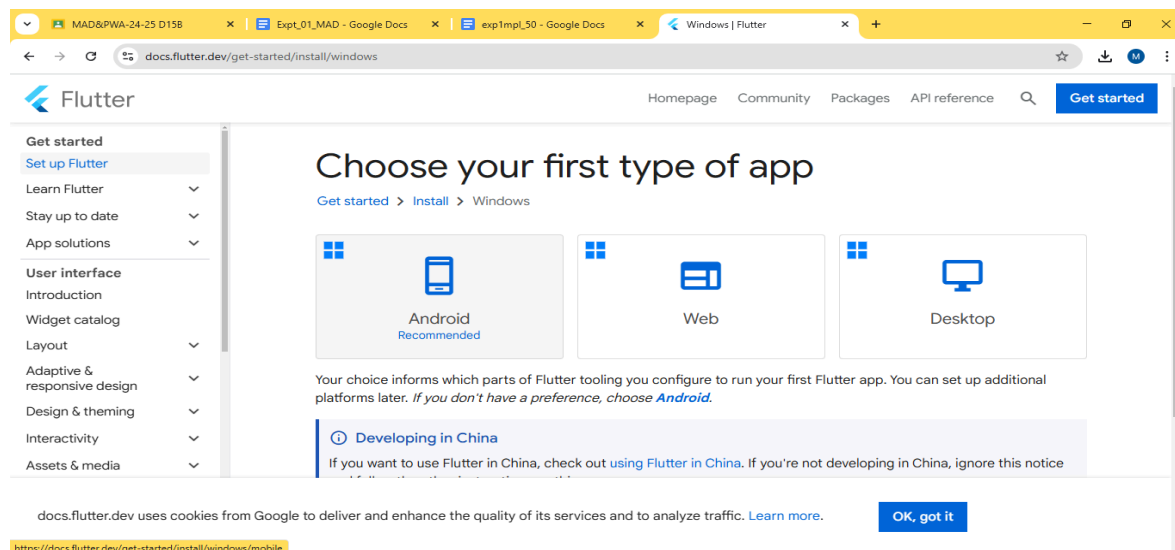 MAD&PWA-24-25 D15B
Expt_01_MAD - Google Docs
exp1mpl_50 - Google Docs
Windows | Flutter
docs.flutter.dev/get-started/install/windows
M
Flutter
Homepage Community Packages API reference Get started
Get started
Set up Flutter
Learn Flutter
Stay up to date
App solutions
User interface
Introduction
Widget catalog
Layout
Adaptive &
responsive design
Design & theming
Interactivity
Assets & media
Choose your first type of app
Get started > Install > Windows
Android
Recommended
Web
Desktop
Your choice informs which parts of Flutter tooling you configure to run your first Flutter app. You can set up additional
platforms later. If you don't have a preference, choose Android.
Developing in China
If you want to use Flutter in China, check out using Flutter in China. If you're not developing in China, ignore this notice
docs.flutter.dev uses cookies from Google to deliver and enhance the quality of its services and to analyze traffic. Learn more.
OK, got it
https://docs.flutter.dev/get-started/install/windows/mobile